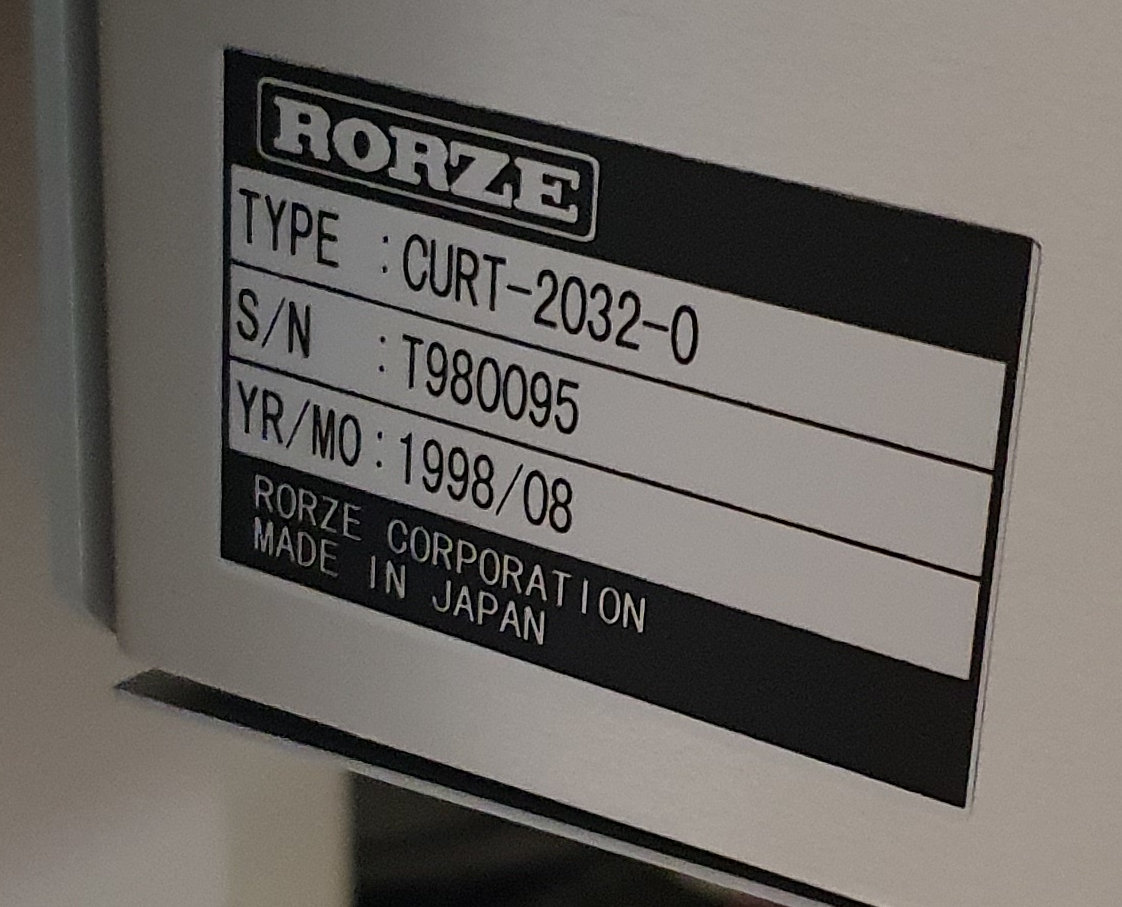 RORZE
TYPE :CURT-2032-0
S/N :T980095
YR/MO:1998/08
RORZE CORPORATION
MADE IN JAPAN